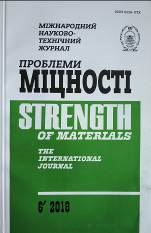 МІЖНАРОДНИЙ
НАУКОВО-
ТЕХНІЧНИЙ
ЖУРНАЛ
ПРОБЛЕМИ
МІЦНОСТІ
STRENGTH
OF MATERIALS
THE
INTERNATIONAL
JOURNAL
6' 2018